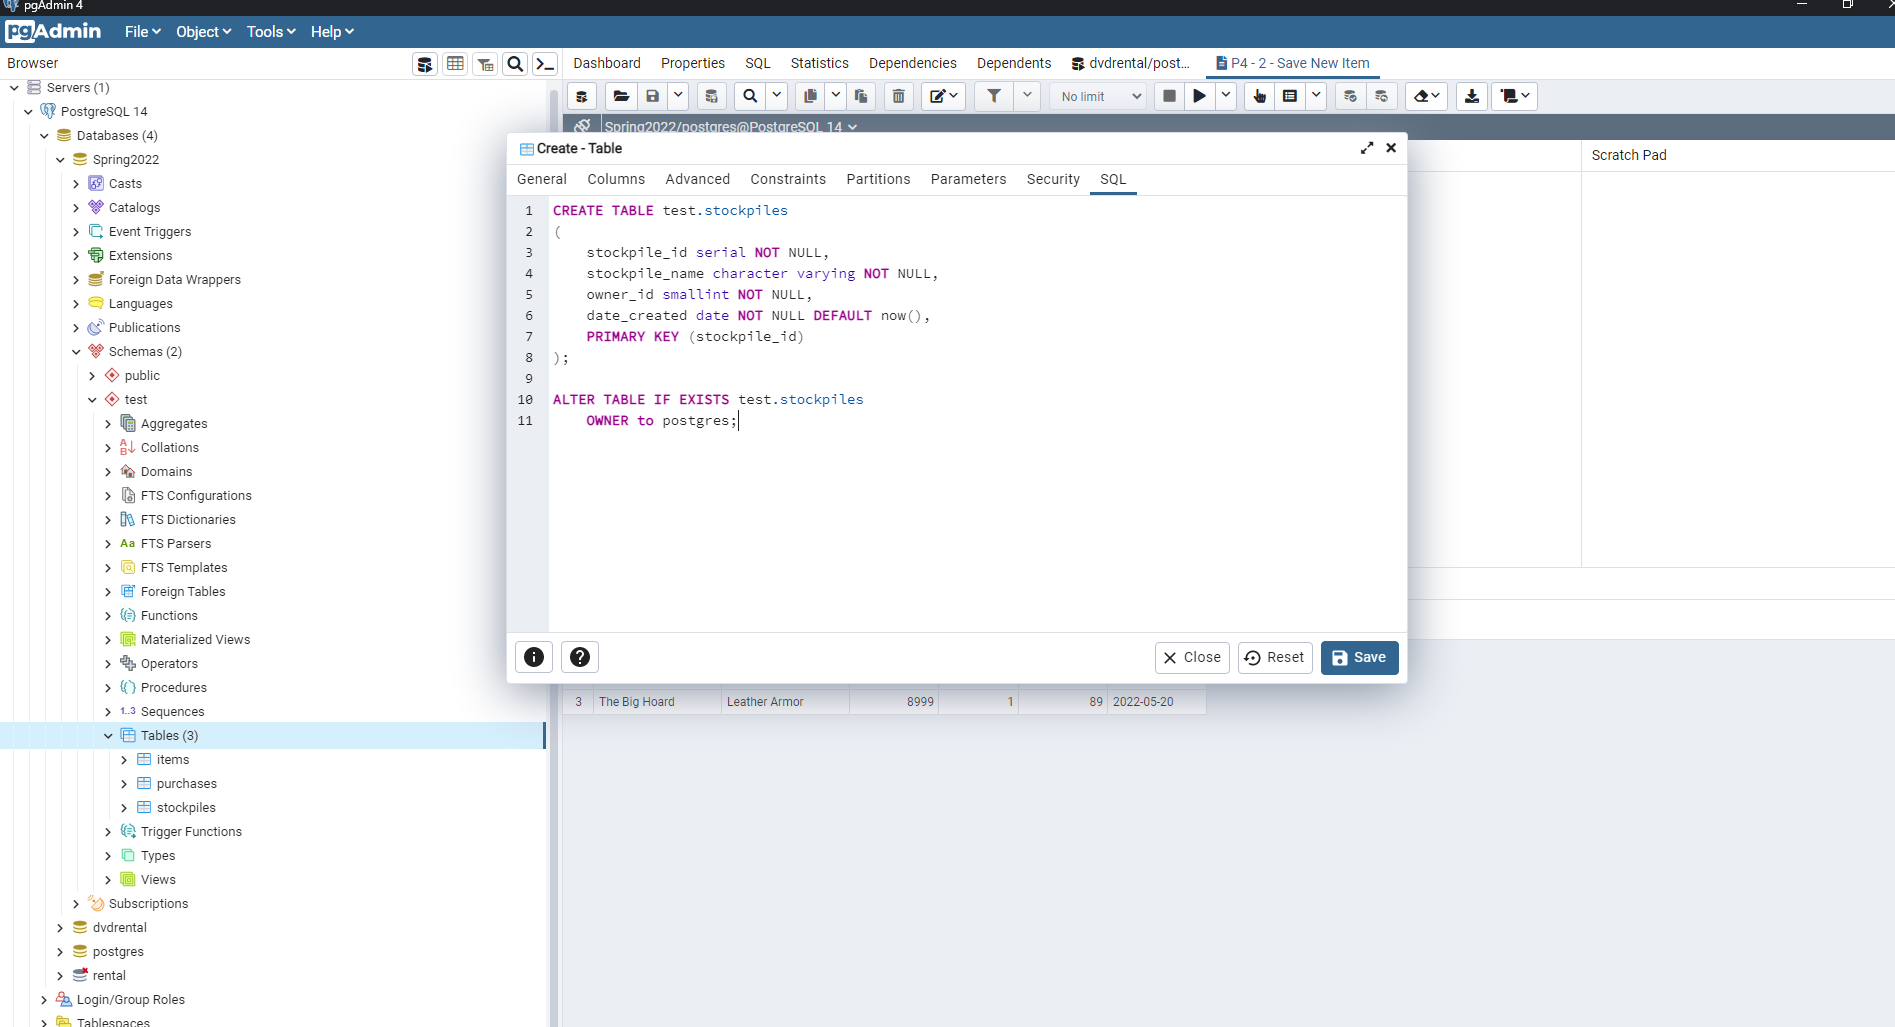 pgAdmin 4
pgAdmin File Object Tools Help
Browser
Dashboard Properties SQL Statistics Dependencies Dependents dvdrental/post... P4 - 2 - Save New Item
No limit
Spring2022/postgres@PostgreSQL 14
Scratch Pad
Servers (1)
PostgreSQL 14
Databases (4)
Spring2022
Casts
Catalogs
Event Triggers
Extensions
Foreign Data Wrappers
Languages
Publications
Schemas (2)
public
test
Aggregates
Collations
Domains
FTS Configurations
FTS Dictionaries
Aa FTS Parsers
FTS Templates
Foreign Tables
Functions
Materialized Views
Operators
Procedures
1..3 Sequences
Tables (3)
items
purchases
stockpiles
Trigger Functions
Types
Views
Subscriptions
dvdrental
postgres
rental
Login/Group Roles
Tablespaces
Create - Table
General Columns Advanced Constraints Partitions Parameters Security SQL
1 CREATE TABLE test.stockpiles
2 (
3 stockpile_id serial NOT NULL,
4 stockpile_name character varying NOT NULL,
5 owner_id smallint NOT NULL,
6 date_created date NOT NULL DEFAULT now(),
7 PRIMARY KEY (stockpile_id)
8 );
9
10 ALTER TABLE IF EXISTS test.stockpiles
11 OWNER to postgres;
Close Reset Save
3 The Big Hoard Leather Armor 8999 1 89 2022-05-20